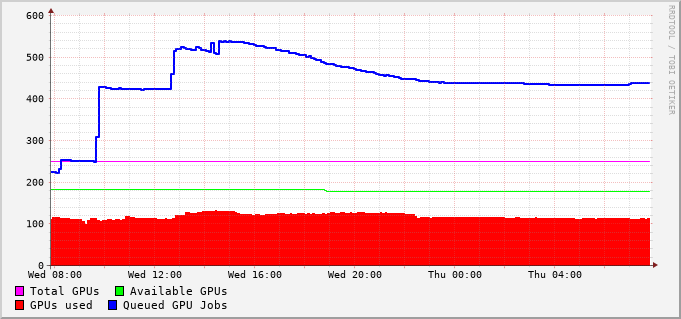 600
500
400
300
200
100
0
Wed 08:00 Wed 12:00 Wed 16:00 Wed 20:00 Thu 00:00 Thu 04:00
Total GPUs Available GPUs
GPUs used Queued GPU Jobs
RRDTOOL / TOBI OETIKER